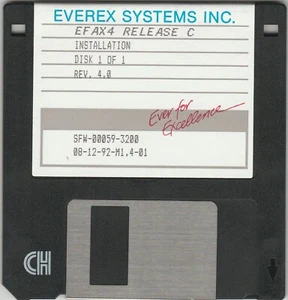 EVEREX SYSTEMS INC.
EFAX4 RELEASE C
INSTALLATION
DISK 1 OF 1
REV. 4.0
Ever for
Excellence
SFW-00059-3200
08-12-92-M1,4-01
CH